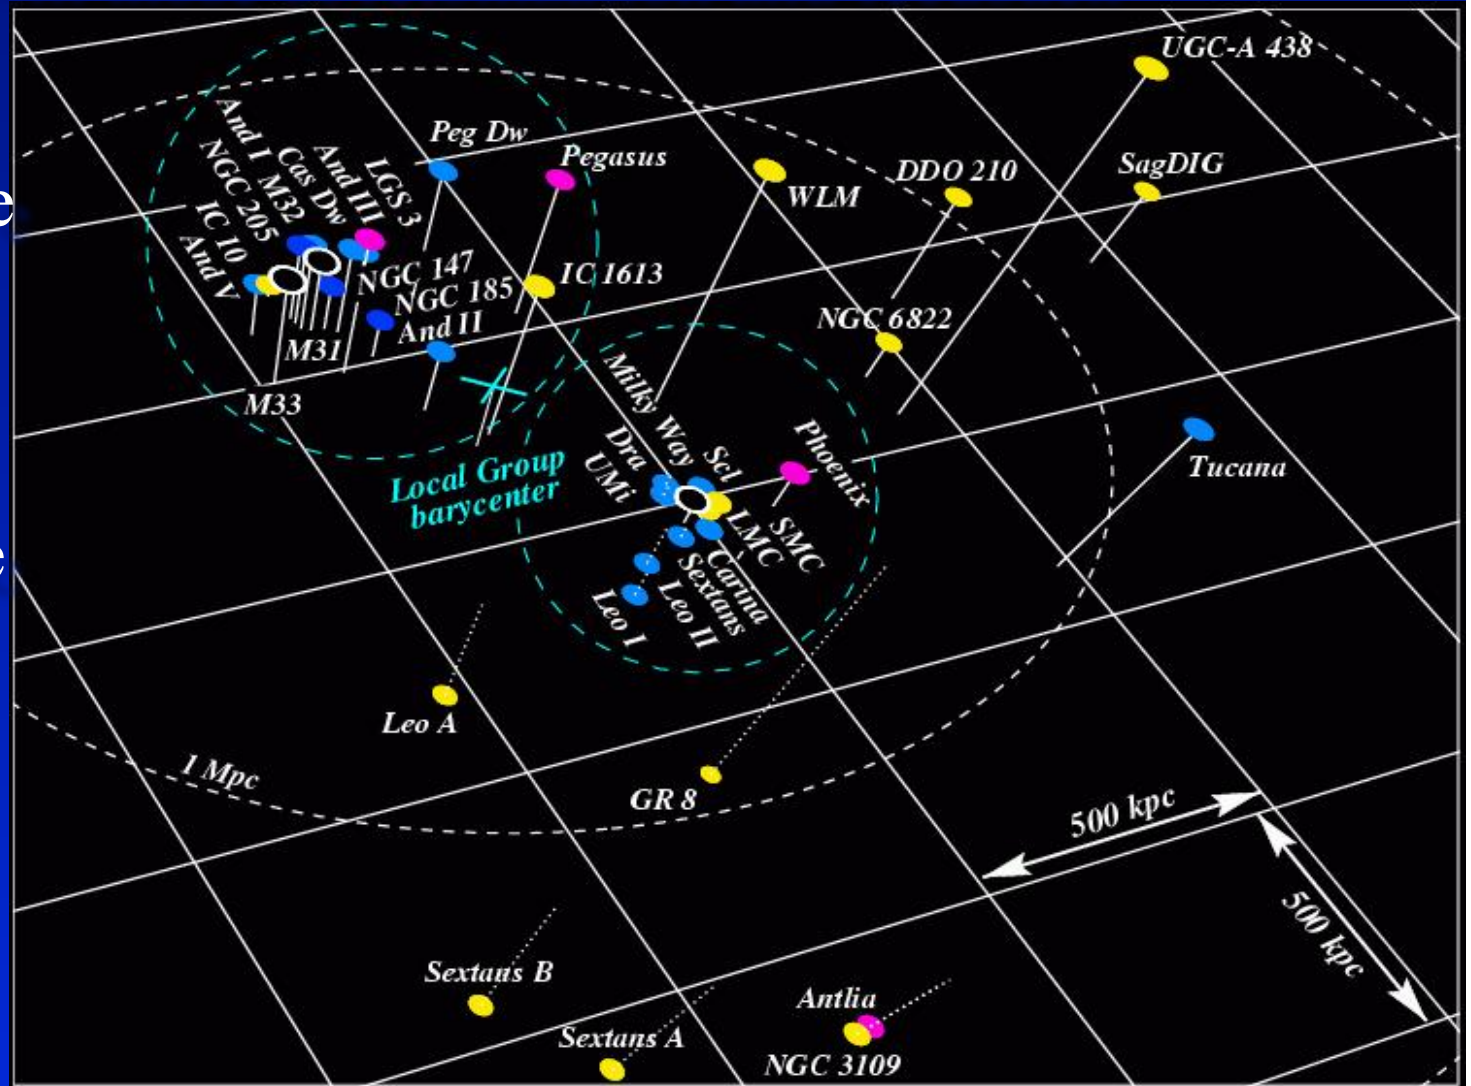 UGC-A 438
Peg Dw
Pegasus
WLM
DDO 210
SagDIG
And I
M32
Cas Dw
And III
LGS 3
NGC 205
IC 10
And V
NGC 147
NGC 185
And II
M31
M33
IC 1613
NGC 6822
Milky Way
Scl
Dra
UMi
Phoenix
Tucana
Local Group
barycenter
SMC
LMC
Carina
Sextans
Leo II
Leo I
Leo A
1 Mpc
GR 8
500 kpc
500 kpc
Sextans B
Sextans A
Antlia
NGC 3109